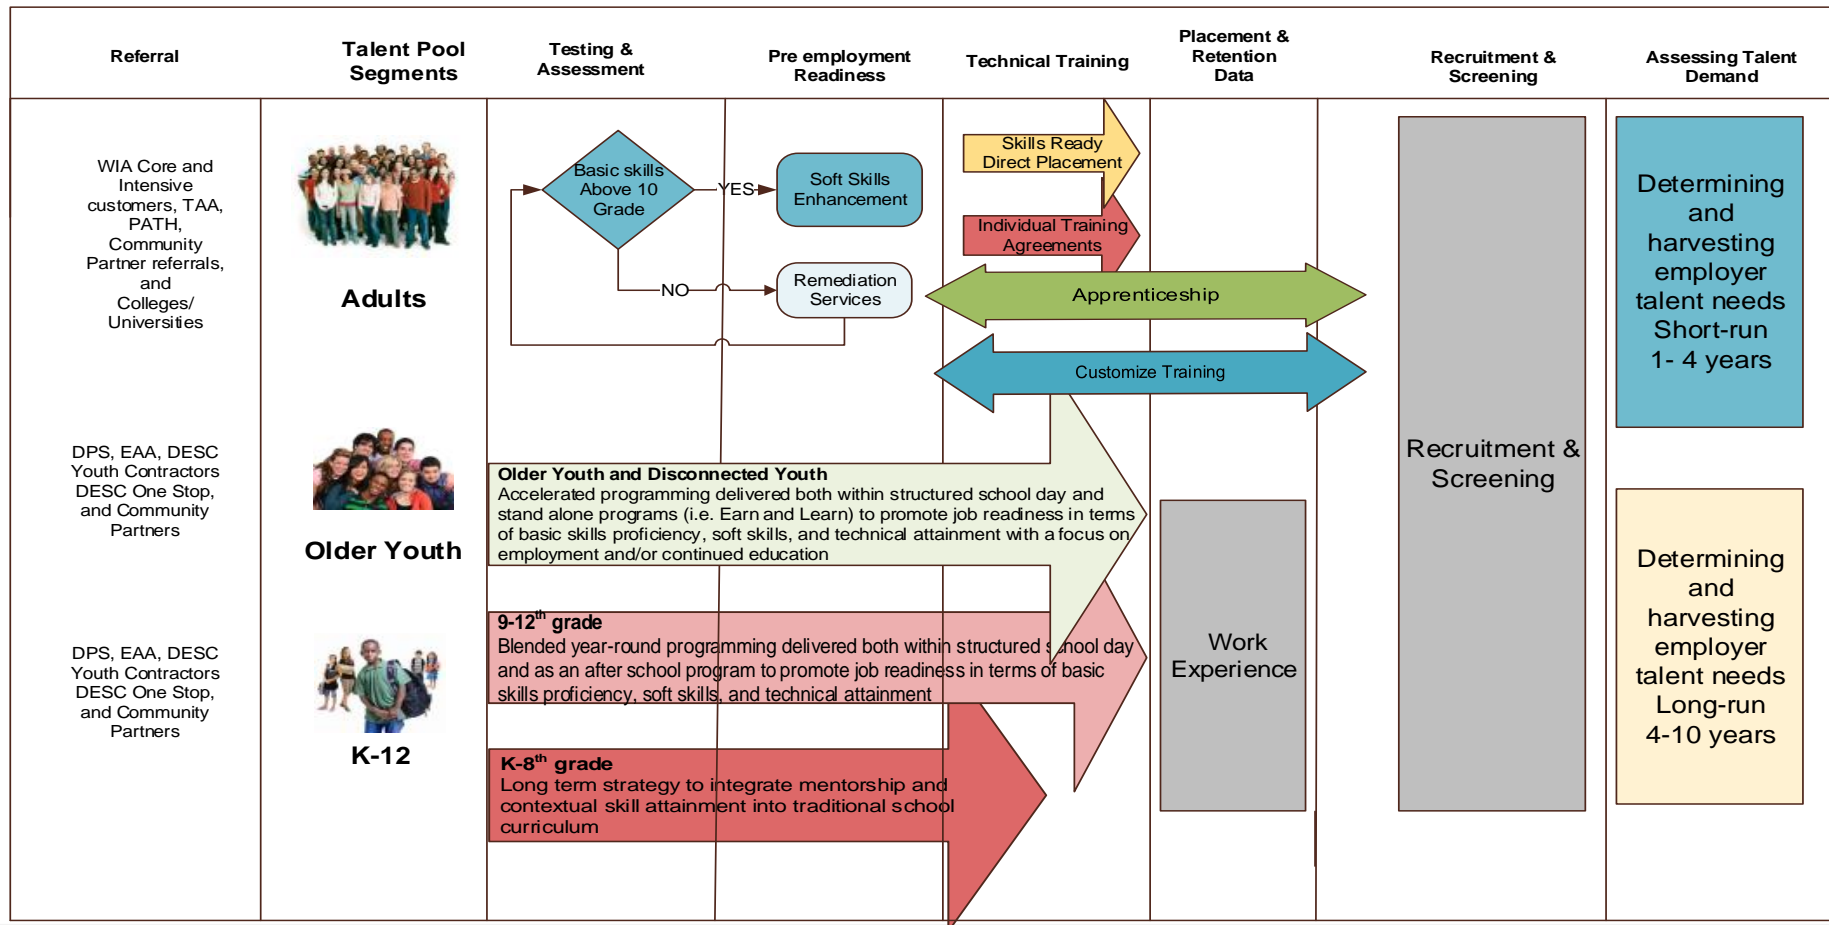 Referral
Talent Pool
Segments
Testing &
Assessment
Pre employment
Readiness
Technical Training
Placement &
Retention
Data
Recruitment &
Screening
Assessing Talent
Demand
WIA Core and
Intensive
customers, TAA,
PATH,
Community
Partner referrals,
and
Colleges/
Universities
Adults
Basic skills
Above 10
Grade
YES
Soft Skills
Enhancement
NO
Remediation
Services
Skills Ready
Direct Placement
Individual Training
Agreements
Apprenticeship
Customize Training
Recruitment &
Screening
Determining
and
harvesting
employer
talent needs
Short-run
1- 4 years
DPS, EAA, DESC
Youth Contractors
DESC One Stop,
and Community
Partners
Older Youth
Older Youth and Disconnected Youth
Accelerated programming delivered both within structured school day and
stand alone programs (i.e. Earn and Learn) to promote job readiness in terms
of basic skills proficiency, soft skills, and technical attainment with a focus on
employment and/or continued education
Work
Experience
Determining
and
harvesting
employer
talent needs
Long-run
4-10 years
DPS, EAA, DESC
Youth Contractors
DESC One Stop,
and Community
Partners
K-12
9-12th grade
Blended year-round programming delivered both within structured school day
and as an after school program to promote job readiness in terms of basic
skills proficiency, soft skills, and technical attainment
K-8th grade
Long term strategy to integrate mentorship and
contextual skill attainment into traditional school
curriculum